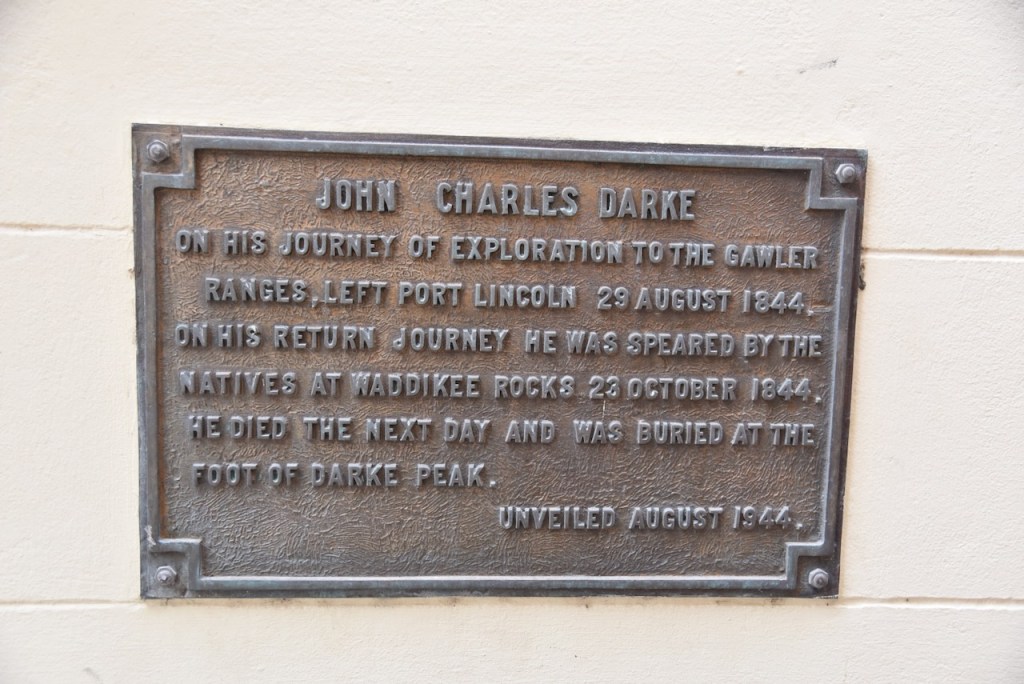 JOHN CHARLES DARKE
ON HIS JOURNEY OF EXPLORATION TO THE GAWLER
RANGES, LEFT PORT LINCOLN 29 AUGUST 1844.
ON HIS RETURN JOURNEY HE WAS SPEARED BY THE
NATIVES AT WADDIKEE ROCKS 23 OCTOBER 1844.
HE DIED THE NEXT DAY AND WAS BURIED AT THE
FOOT OF DARKE PEAK.
UNVEILED AUGUST 1944.